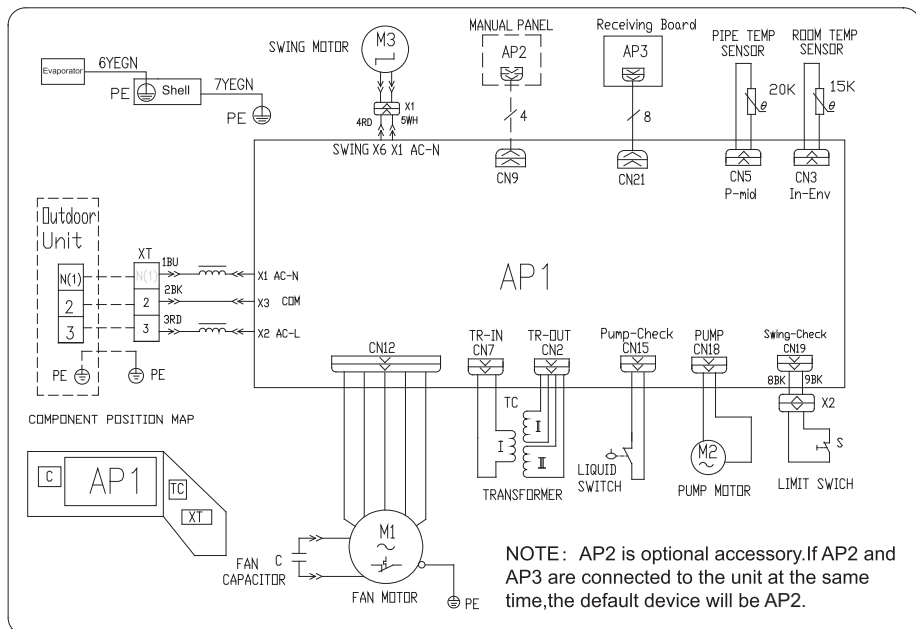 SWING MOTOR
M3
X1
4RD
5WH
SWING X6 X1 AC-N
MANUAL PANEL
AP2
4
CN9
Receiving Board
AP3
8
CN21
PIPE TEMP
SENSOR
20K
θ
CN5
P-mid
ROOM TEMP
SENSOR
15K
θ
CN3
In-Env
Evaporator
6YEGN
PE
Shell
7YEGN
PE
Outdoor
Unit
N(1)
2
3
PE
PE
XT
N(1)
2
3
1BU
2BK
3RD
X1 AC-N
X3 COM
X2 AC-L
AP1
CN12
TR-IN
CN7
TR-OUT
CN2
Pump-Check
CN15
PUMP
CN18
Swing-Check
CN19
8BK
9BK
X2
S
LIMIT SWICH
TC
I
I
II
TRANSFORMER
LIQUID
SWITCH
M2
PUMP MOTOR
COMPONENT POSITION MAP
C
AP1
TC
XT
FAN
CAPACITOR
C
M1
FAN MOTOR
PE
NOTE: AP2 is optional accessory.If AP2 and
AP3 are connected to the unit at the same
time,the default device will be AP2.